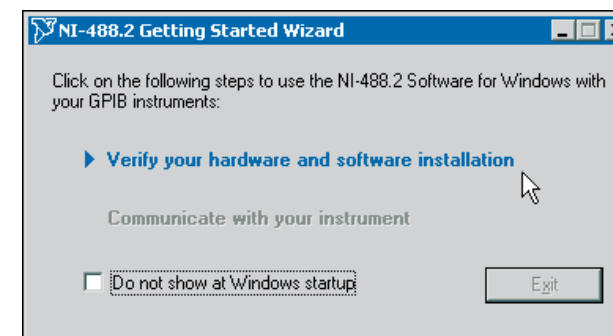 NI-488.2 Getting Started Wizard
Click on the following steps to use the NI-488.2 Software for Windows with
your GPIB instruments:
Verify your hardware and software installation
Communicate with your instrument
Do not show at Windows startup
Exit